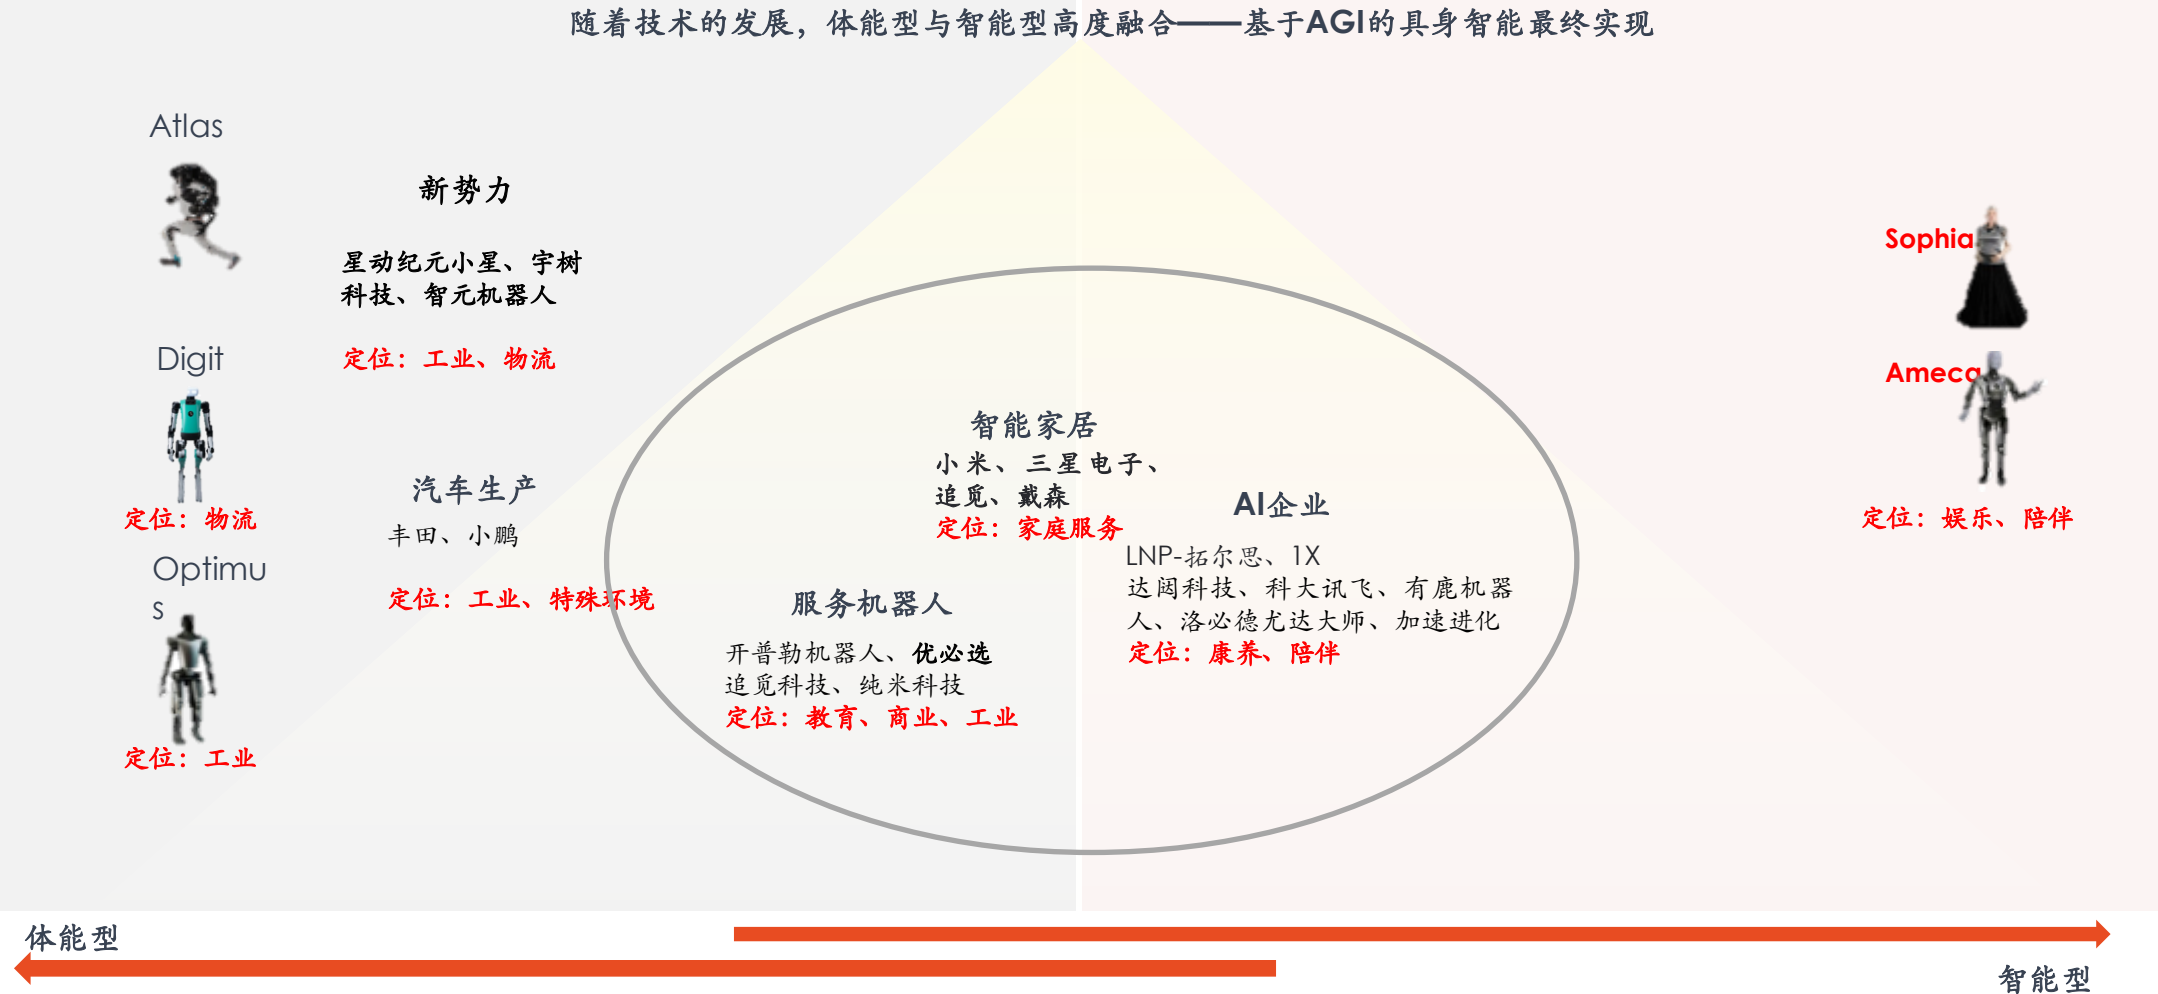 随着技术的发展，体能型与智能型高度融合——基于AGI的具身智能最终实现
Atlas
新势力
星动纪元小星、宇树
科技、智元机器人
定位：工业、物流
Digit
定位：物流
汽车生产
丰田、小鹏
定位：工业、特殊环境
Optimu
s
定位：工业
智能家居
小米、三星电子、
追觅、戴森
定位：家庭服务
服务机器人
开普勒机器人、优必选
追觅科技、纯米科技
定位：教育、商业、工业
AI企业
LNP-拓尔思、1X
达闼科技、科大讯飞、有鹿机器
人、洛必德尤达大师、加速进化
定位：康养、陪伴
Sophia
Ameca
定位：娱乐、陪伴
体能型
智能型